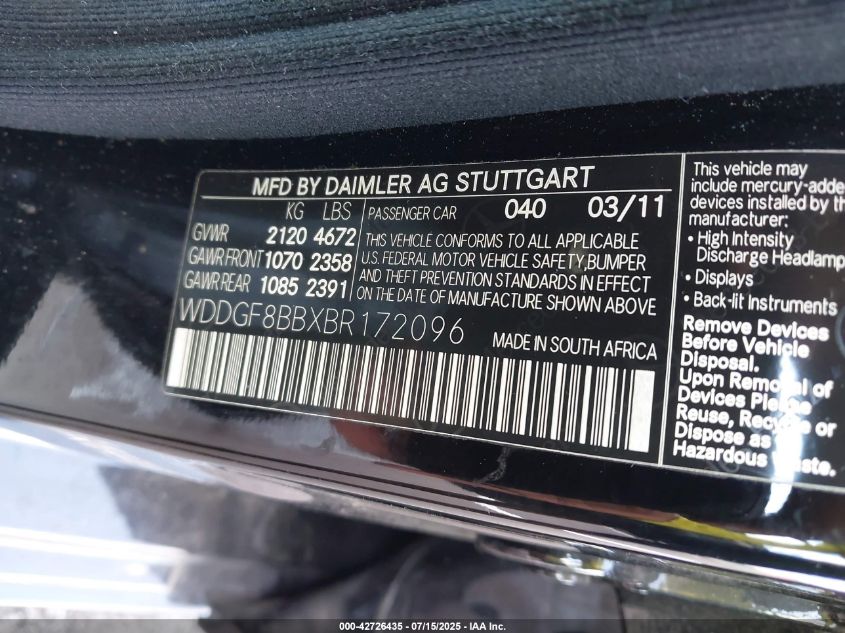 MFD BY DAIMLER AG STUTTGART
KG LBS
GVWR 2120 4672
GAWR FRONT 1070 2358
GAWR REAR 1085 2391
PASSENGER CAR 040 03/11
THIS VEHICLE CONFORMS TO ALL APPLICABLE
U.S. FEDERAL MOTOR VEHICLE SAFETY,BUMPER
AND THEFT PREVENTION STANDARDS IN EFFECT
ON THE DATE OF MANUFACTURE SHOWN ABOVE
WDDGF8BBXBR172096
MADE IN SOUTH AFRICA
This vehicle may
include mercury-adde
devices installed by th
manufacturer:
• High Intensity
Discharge Headlamp
• Displays
• Back-lit Instruments
Remove Devices
Before Vehicle
Disposal.
Upon Removal of
Devices Please
Reuse, Recycle or
Dispose as
Hazardous Waste.
000-42726435 - 07/15/2025 - IAA Inc.